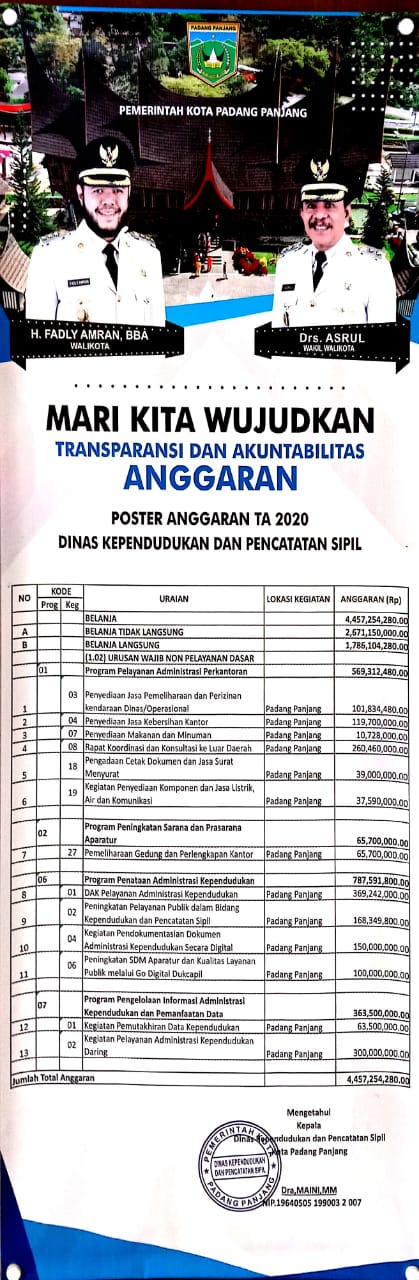 PADANG PANJANG
PEMERINTAH KOTA PADANG PANJANG
H. FADLY AMRAN, BBA
WALIKOTA
Drs. ASRUL
WAKIL WALIKOTA
MARI KITA WUJUDKAN
TRANSPARANSI DAN AKUNTABILITAS
ANGGARAN
POSTER ANGGARAN TA 2020
DINAS KEPENDUDUKAN DAN PENCATATAN SIPIL
NO KODE URAIAN LOKASI KEGIATAN ANGGARAN (Rp)
Prog Keg
BELANJA 4,457,254,280.00
A BELANJA TIDAK LANGSUNG 2,671,150,000.00
B BELANJA LANGSUNG 1,786,104,280.00
(1.02) URUSAN WAJIB NON PELAYANAN DASAR
01 Program Pelayanan Administrasi Perkantoran 569,312,480.00
03 Penyediaan Jasa Pemeliharaan dan Perizinan
1 kendaraan Dinas/Operasional Padang Panjang 101,834,480.00
2 04 Penyediaan Jasa Kebersihan Kantor Padang Panjang 119,700,000.00
3 07 Penyediaan Makanan dan Minuman Padang Panjang 10,728,000.00
4 08 Rapat Koordinasi dan Konsultasi ke Luar Daerah Padang Panjang 260,460,000.00
18 Pengadaan Cetak Dokumen dan Jasa Surat
5 Menyurat Padang Panjang 39,000,000.00
19 Kegiatan Penyediaan Komponen dan Jasa Listrik,
6 Air dan Komunikasi Padang Panjang 37,590,000.00
02 Program Peningkatan Sarana dan Prasarana
Aparatur 65,700,000.00
7 27 Pemeliharaan Gedung dan Perlengkapan Kantor Padang Panjang 65,700,000.00
06 Program Penataan Administrasi Kependudukan 787,591,800.00
8 01 DAK Pelayanan Administrasi Kependudukan Padang Panjang 369,242,000.00
02 Peningkatan Pelayanan Publik dalam Bidang
9 Kependudukan dan Pencatatan Sipil Padang Panjang 168,349,800.00
04 Kegiatan Pendokumentasian Dokumen
10 Administrasi Kependudukan Secara Digital Padang Panjang 150,000,000.00
06 Peningkatan SDM Aparatur dan Kualitas Layanan
11 Publik melalui Go Digital Dukcapil Padang Panjang 100,000,000.00
07 Program Pengelolaan Informasi Administrasi
Kependudukan dan Pemanfaatan Data 363,500,000.00
12 01 Kegiatan Pemutakhiran Data Kependudukan Padang Panjang 63,500,000.00
02 Kegiatan Pelayanan Administrasi Kependudukan
13 Daring Padang Panjang 300,000,000.00
Jumlah Total Anggaran 4,457,254,280.00
Mengetahui
Kepala
Dinas Kependudukan dan Pencatatan Sipil
Kota Padang Panjang
PEMERINTAH KOTA
DINAS KEPENDUDUKAN
DAN PENCATATAN SIPIL
PADANG PANJANG
Dra,MAINI,MM
NIP.19640505 199003 2 007